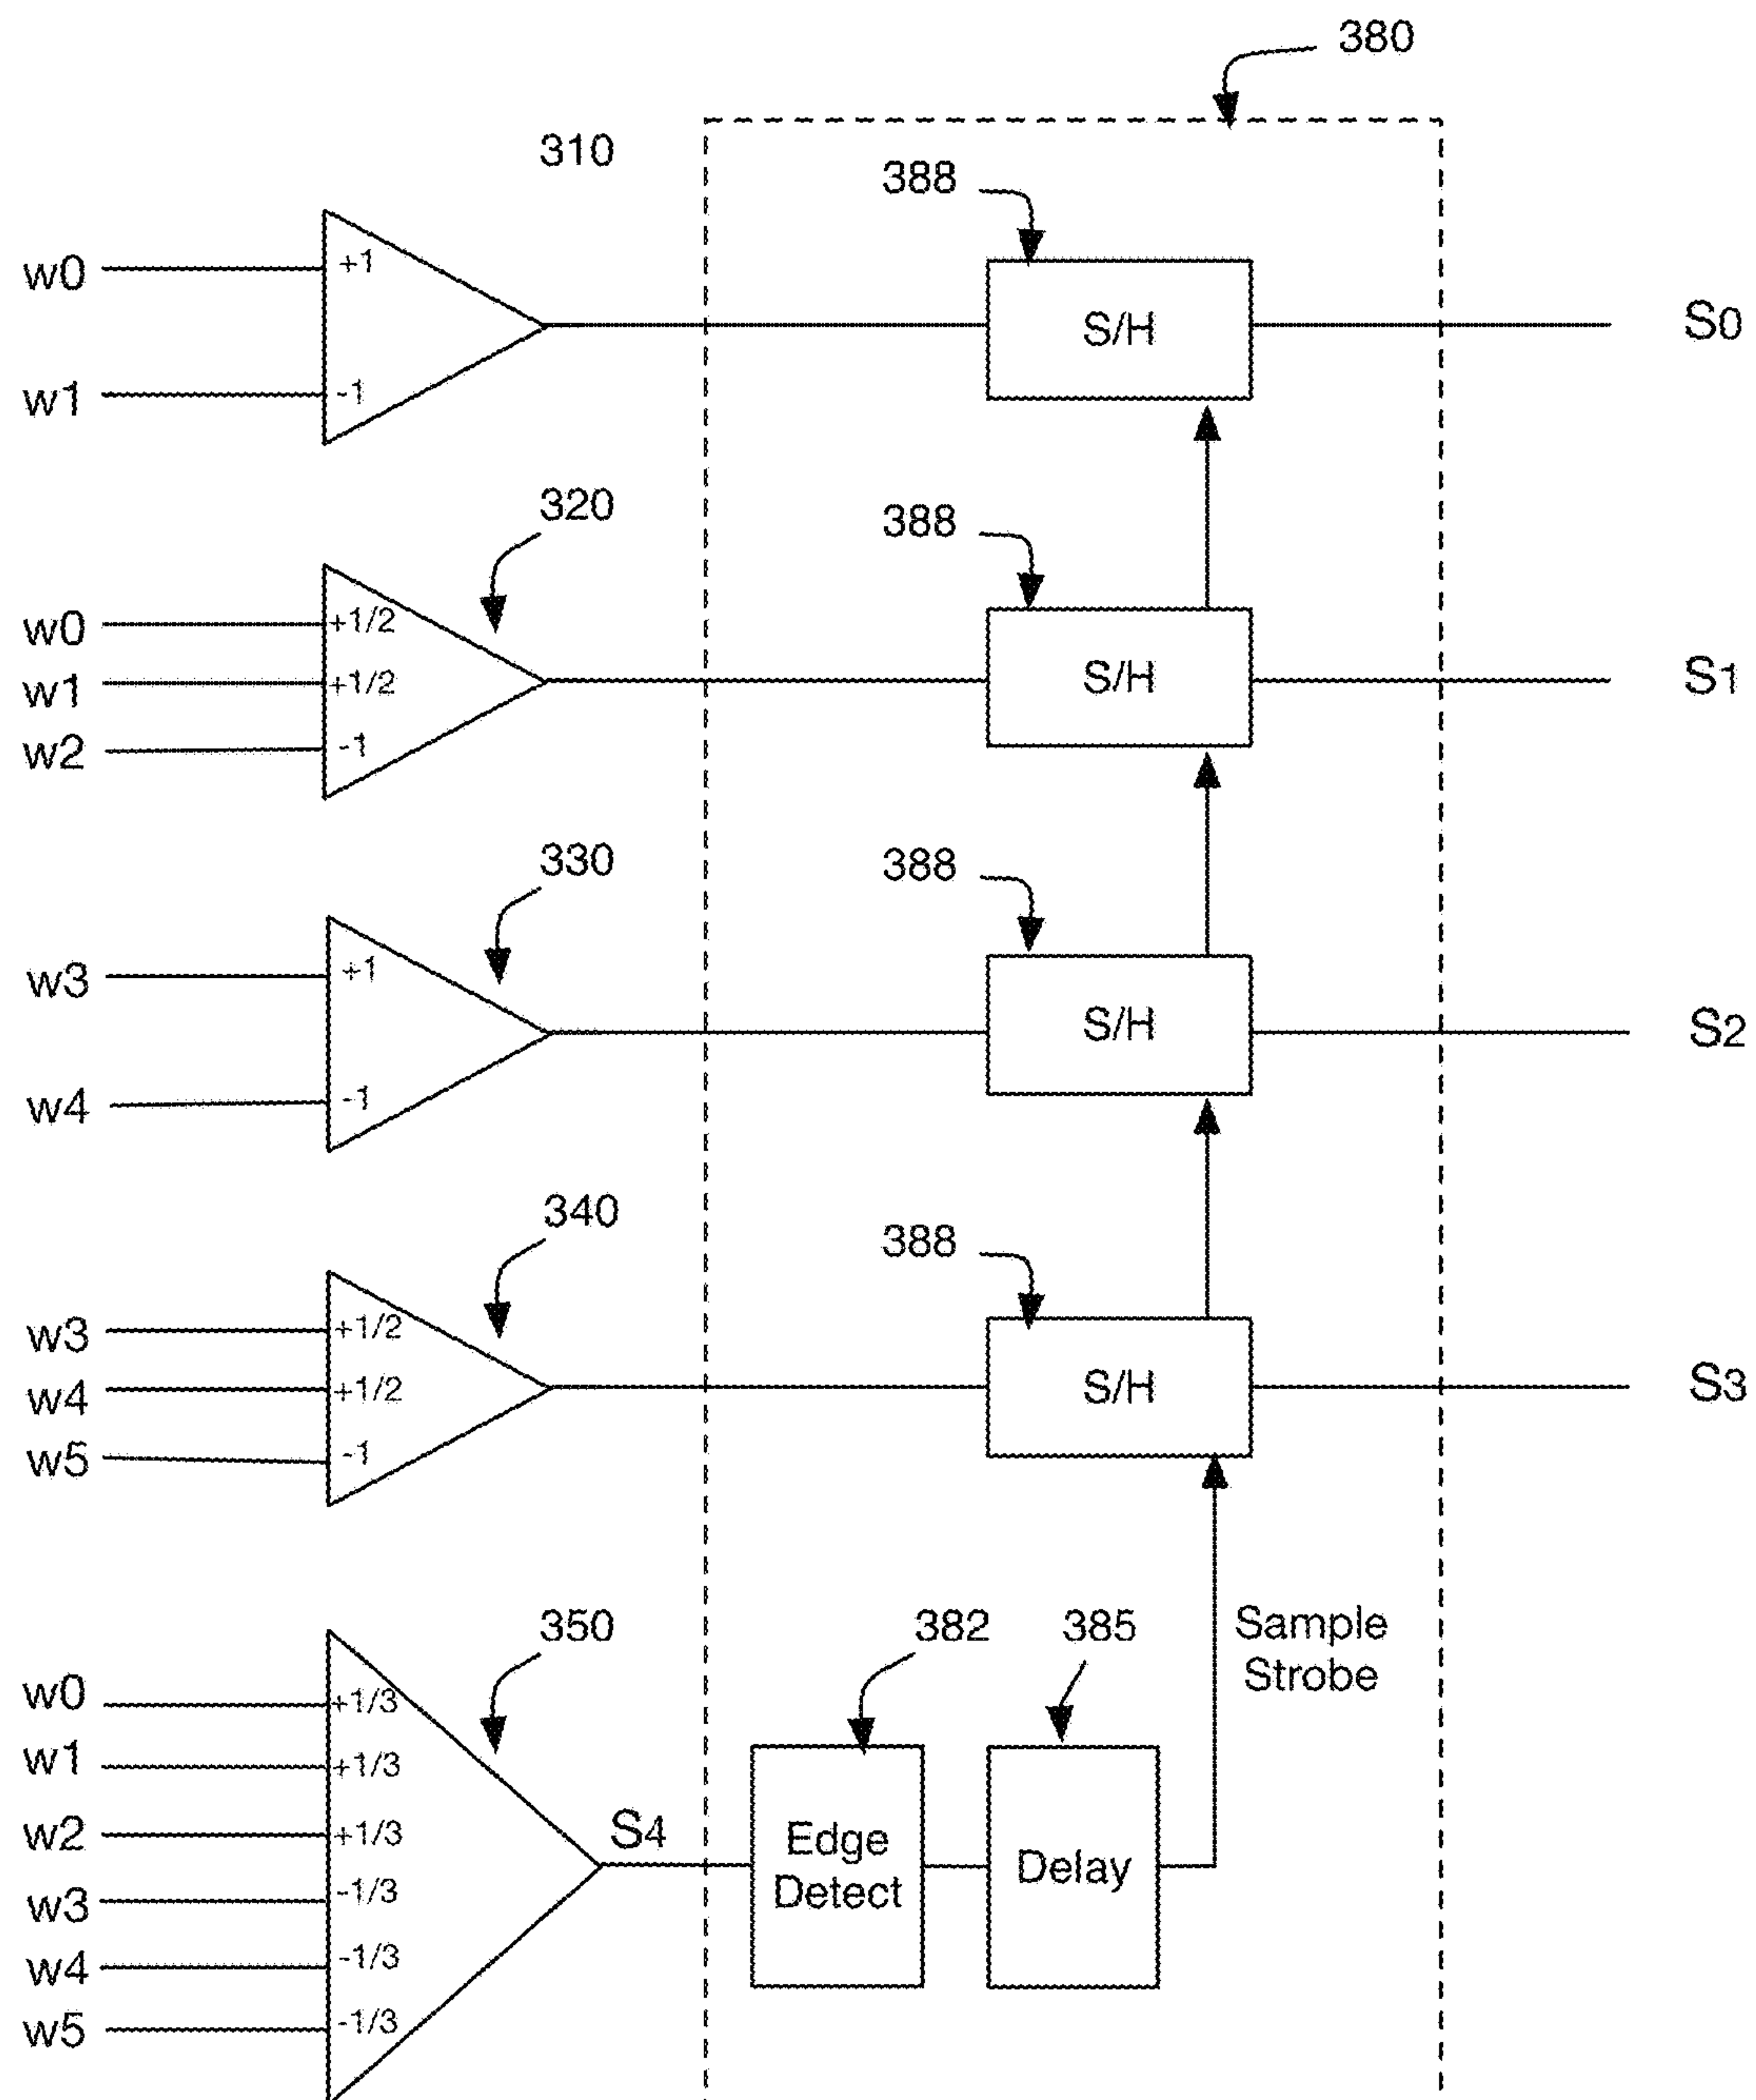 380
310
388
w0
+1
S/H
S0
w1
-1
320
388
w0
+1/2
w1
+1/2
S/H
S1
w2
-1
330
388
w3
+1
S/H
S2
w4
-1
340
388
w3
+1/2
w4
+1/2
S/H
S3
w5
-1
350
382
385
Sample
Strobe
w0
+1/3
w1
+1/3
w2
+1/3
S4
Edge
Detect
Delay
w3
-1/3
w4
-1/3
w5
-1/3